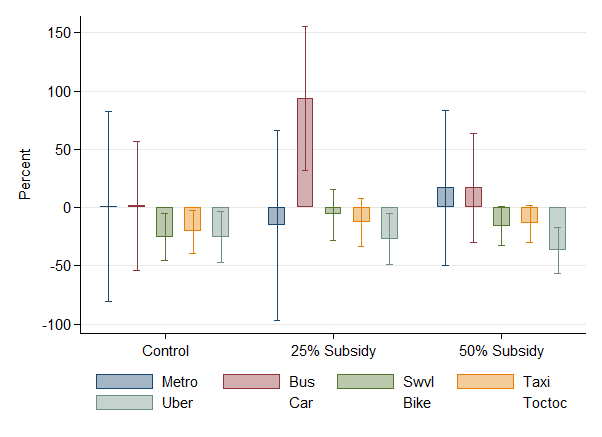 150
100
50
0
-50
-100
Percent
Control 25% Subsidy 50% Subsidy
Metro Bus Swvl Taxi
Uber Car Bike Toctoc